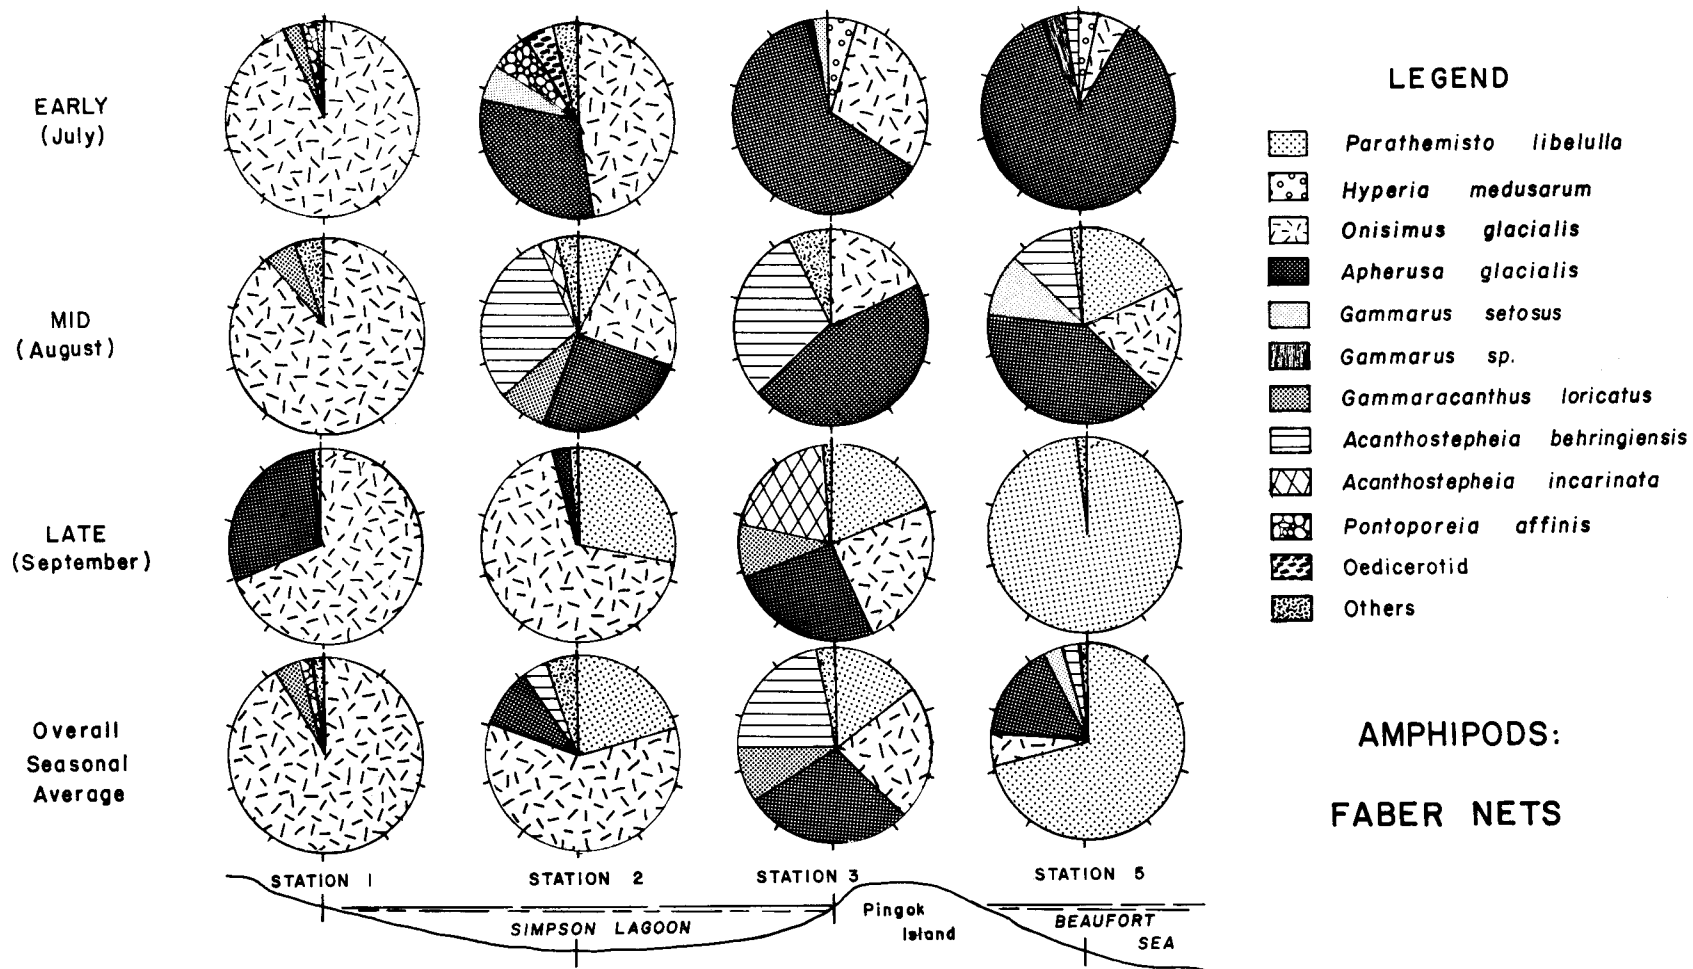 EARLY
(July)
MID
(August)
LATE
(September)
Overall
Seasonal
Average
LEGEND
Parathemisto libelulla
Hyperia medusarum
Onisimus glacialis
Apherusa glacialis
Gammarus setosus
Gammarus sp.
Gammaracanthus loricatus
Acanthostepheia behringiensis
Acanthostepheia incarinata
Pontoporeia affinis
Oedicerotid
Others
AMPHIPODS:
FABER NETS
STATION 1
STATION 2
STATION 3
STATION 5
SIMPSON LAGOON
Pingok
Island
BEAUFORT
SEA